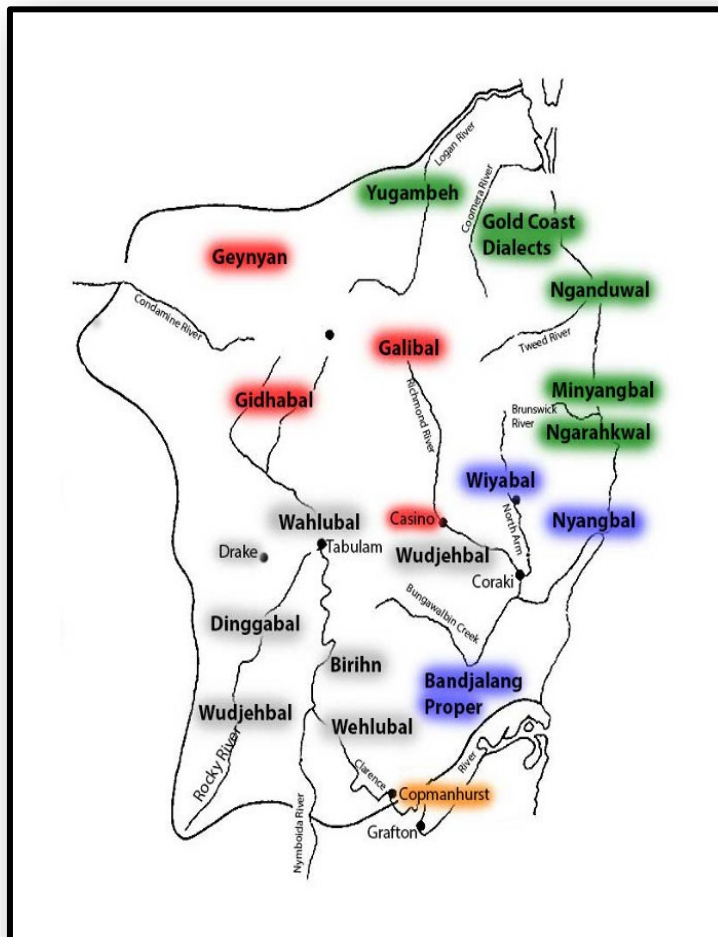 Logan River
Yugambeh
Coomera River
Gold Coast
Dialects
Geynyan
Nganduwal
Condamine River
Tweed River
Galibal
Gidhabal
Richmond River
Minyangbal
Brunswick
River
Ngarahkwal
Wiyabal
Wahlubal
Casino
North Arm
Nyangbal
Drake
Tabulam
Wudjehbal
Coraki
Bungawalbin Creek
Dinggabal
Birihn
Bandjalang
Proper
Wudjehbal
Wehlubal
Rocky River
River
Clarence
Copmanhurst
Nymboida River
Grafton